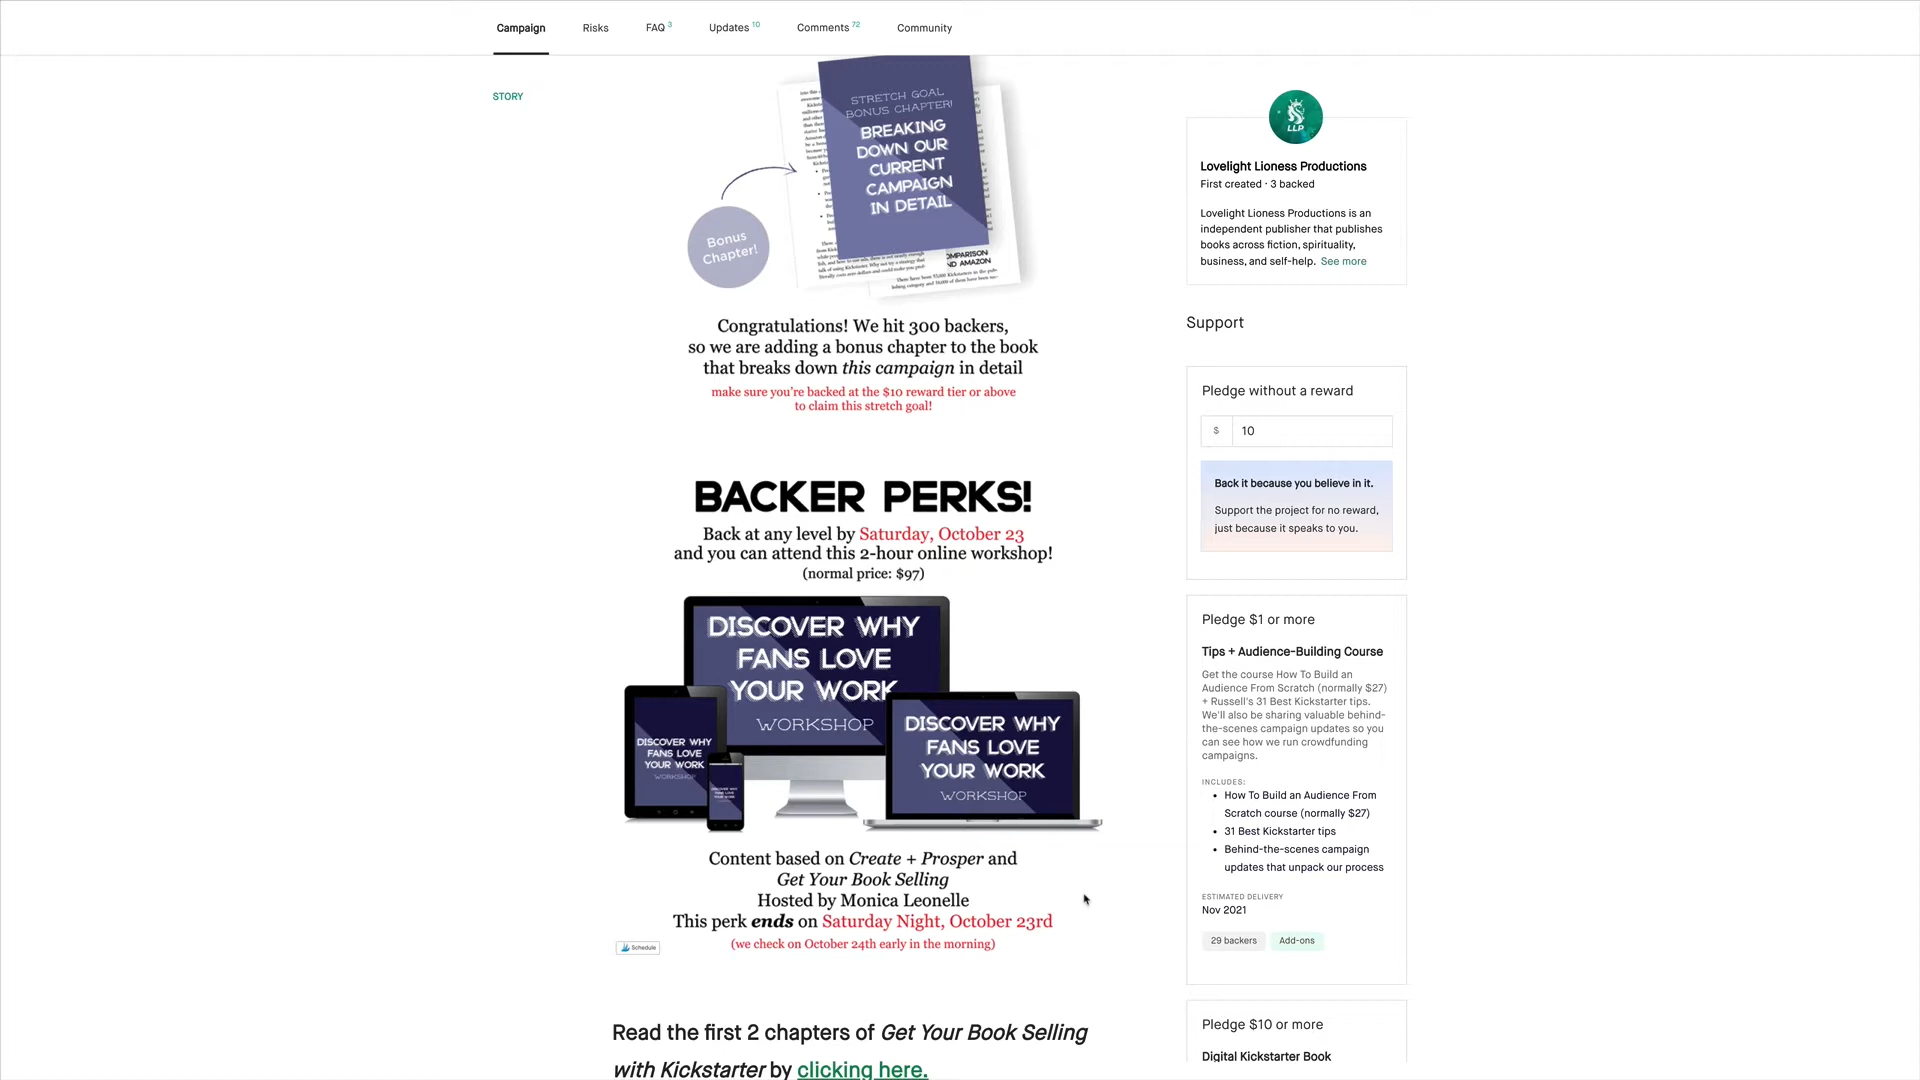 Campaign
Risks
FAQ 3
Updates 10
Comments 72
Community
STORY
STRETCH GOAL
BONUS CHAPTER!
BREAKING
DOWN OUR
CURRENT
CAMPAIGN
IN DETAIL
Bonus
Chapter!
Congratulations! We hit 300 backers,
so we are adding a bonus chapter to the book
that breaks down this campaign in detail
make sure you're backed at the $10 reward tier or above
to claim this stretch goal!
BACKER PERKS!
Back at any level by Saturday, October 23
and you can attend this 2-hour online workshop!
(normal price: $97)
DISCOVER WHY
FANS LOVE
YOUR WORK
WORKSHOP
DISCOVER WHY
FANS LOVE
YOUR WORK
WORKSHOP
DISCOVER WHY
FANS LOVE
YOUR WORK
WORKSHOP
DISCOVER WHY
FANS LOVE
YOUR WORK
Content based on Create + Prosper and
Get Your Book Selling
Hosted by Monica Leonelle
This perk ends on Saturday Night, October 23rd
(we check on October 24th early in the morning)
Schedule
Read the first 2 chapters of Get Your Book Selling
with Kickstarter by clicking here.
LLP
Lovelight Lioness Productions
First created · 3 backed
Lovelight Lioness Productions is an
independent publisher that publishes
books across fiction, spirituality,
business, and self-help. See more
Support
Pledge without a reward
$ 10
Back it because you believe in it.
Support the project for no reward,
just because it speaks to you.
Pledge $1 or more
Tips + Audience-Building Course
Get the course How To Build an
Audience From Scratch (normally $27)
+ Russell's 31 Best Kickstarter tips.
We'll also be sharing valuable behind-
the-scenes campaign updates so you
can see how we run crowdfunding
campaigns.
INCLUDES:
• How To Build an Audience From
Scratch course (normally $27)
• 31 Best Kickstarter tips
• Behind-the-scenes campaign
updates that unpack our process
ESTIMATED DELIVERY
Nov 2021
29 backers
Add-ons
Pledge $10 or more
Digital Kickstarter Book